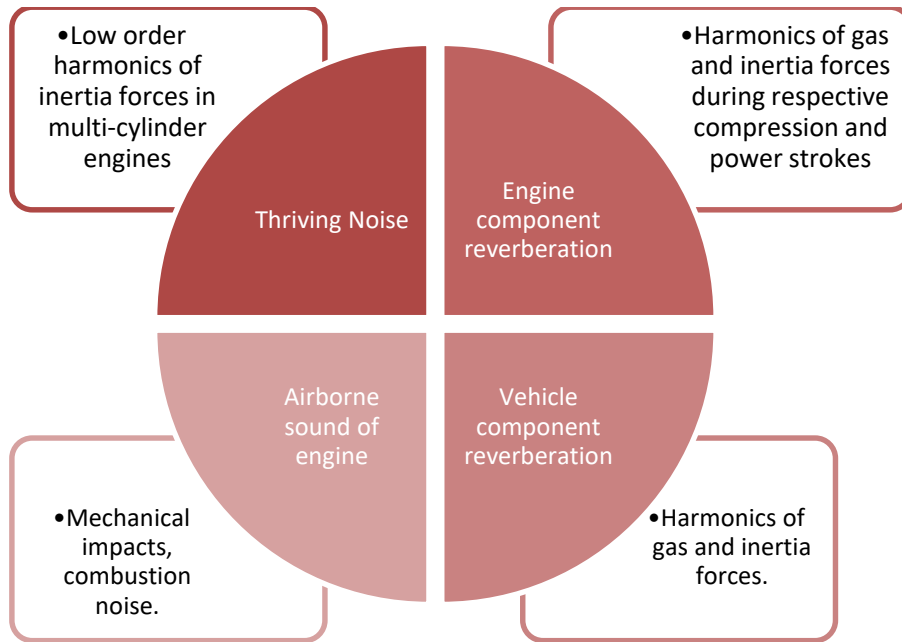 •Low order
harmonics of
inertia forces in
multi-cylinder
engines
•Harmonics of gas
and inertia forces
during respective
compression and
power strokes
Thriving Noise
Engine
component
reverberation
Airborne
sound of
engine
Vehicle
component
reverberation
•Mechanical
impacts,
combustion
noise.
•Harmonics of
gas and inertia
forces.